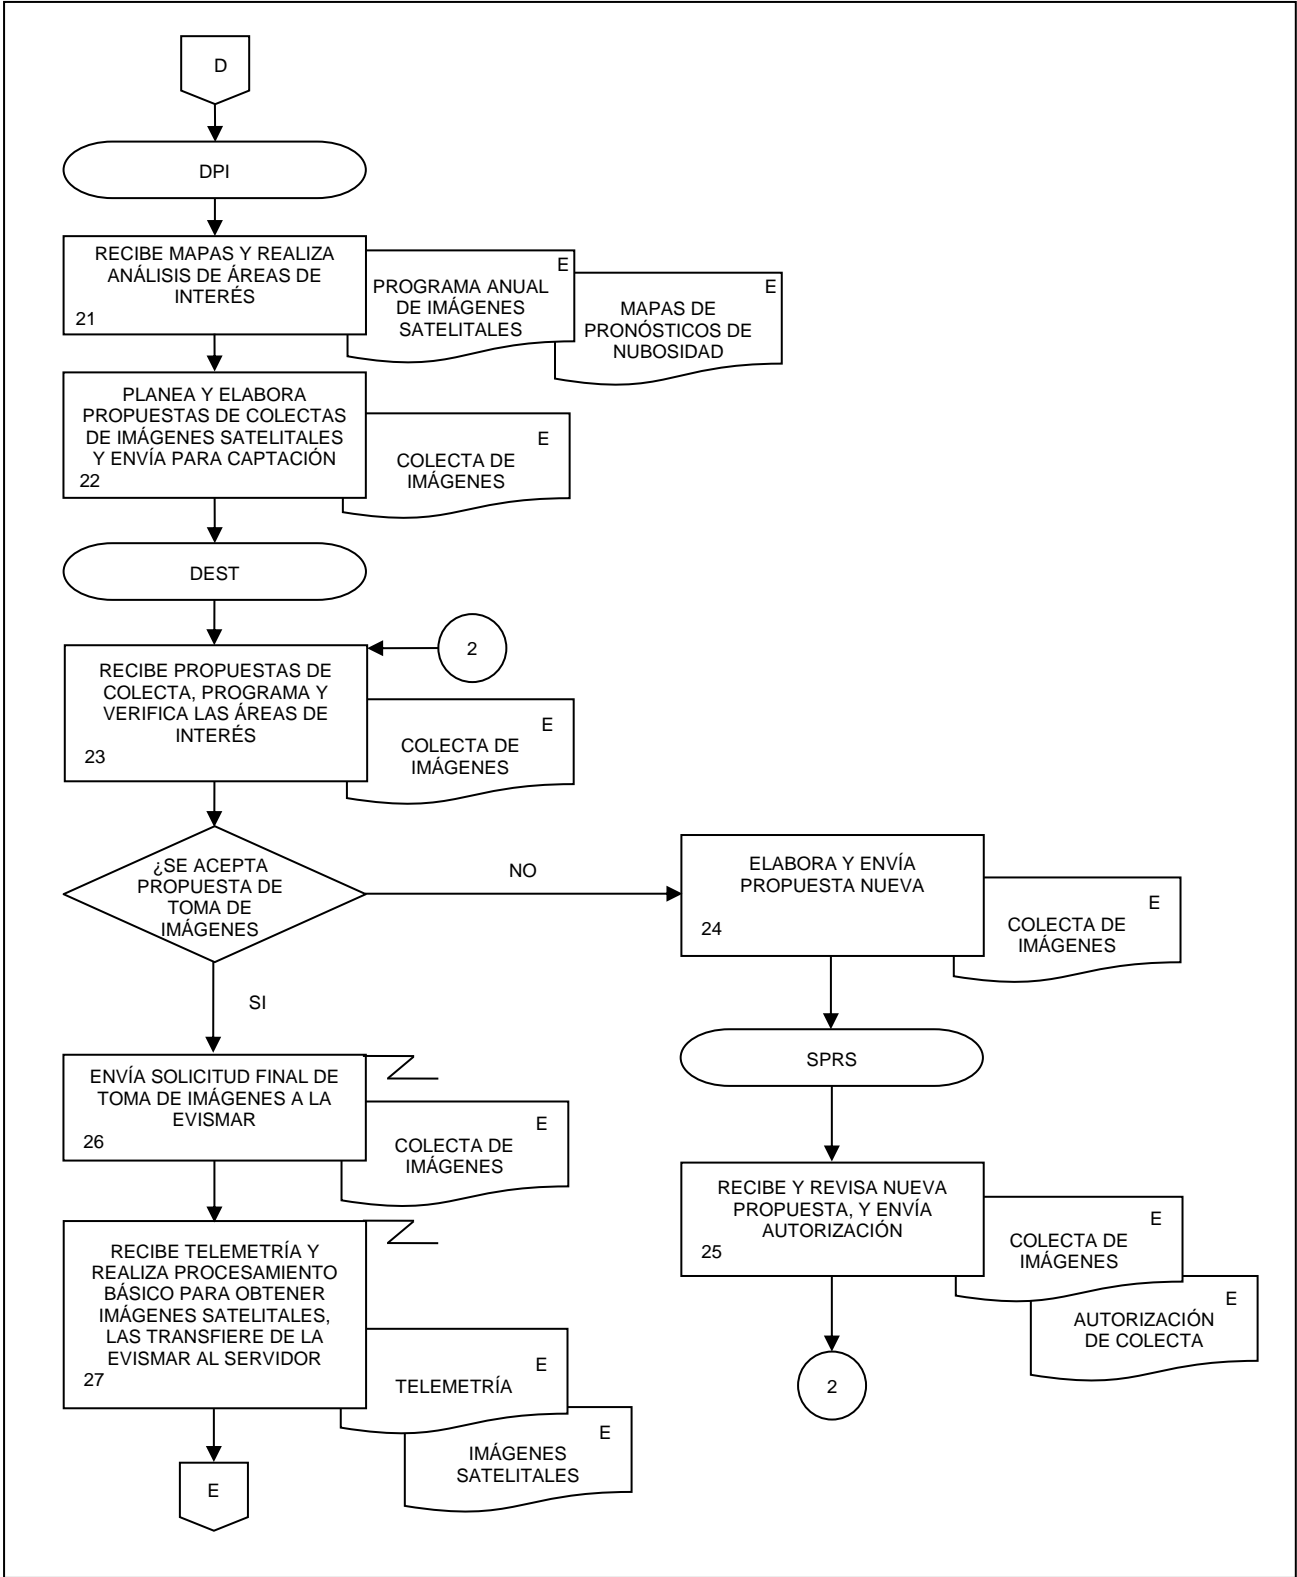 D
DPI
RECIBE MAPAS Y REALIZA
ANÁLISIS DE ÁREAS DE
INTERÉS
21
E
PROGRAMA ANUAL
DE IMÁGENES
SATELITALES
E
MAPAS DE
PRONÓSTICOS DE
NUBOSIDAD
PLANEA Y ELABORA
PROPUESTAS DE COLECTAS
DE IMÁGENES SATELITALES
Y ENVÍA PARA CAPTACIÓN
22
E
COLECTA DE
IMÁGENES
DEST
2
RECIBE PROPUESTAS DE
COLECTA, PROGRAMA Y
VERIFICA LAS ÁREAS DE
INTERÉS
23
E
COLECTA DE
IMÁGENES
¿SE ACEPTA
PROPUESTA DE
TOMA DE
IMÁGENES
NO
ELABORA Y ENVÍA
PROPUESTA NUEVA
24
E
COLECTA DE
IMÁGENES
SI
SPRS
ENVÍA SOLICITUD FINAL DE
TOMA DE IMÁGENES A LA
EVISMAR
26
E
COLECTA DE
IMÁGENES
RECIBE Y REVISA NUEVA
PROPUESTA, Y ENVÍA
AUTORIZACIÓN
25
E
COLECTA DE
IMÁGENES
E
AUTORIZACIÓN
DE COLECTA
2
RECIBE TELEMETRÍA Y
REALIZA PROCESAMIENTO
BÁSICO PARA OBTENER
IMÁGENES SATELITALES,
LAS TRANSFIERE DE LA
EVISMAR AL SERVIDOR
27
E
TELEMETRÍA
E
IMÁGENES
SATELITALES
E